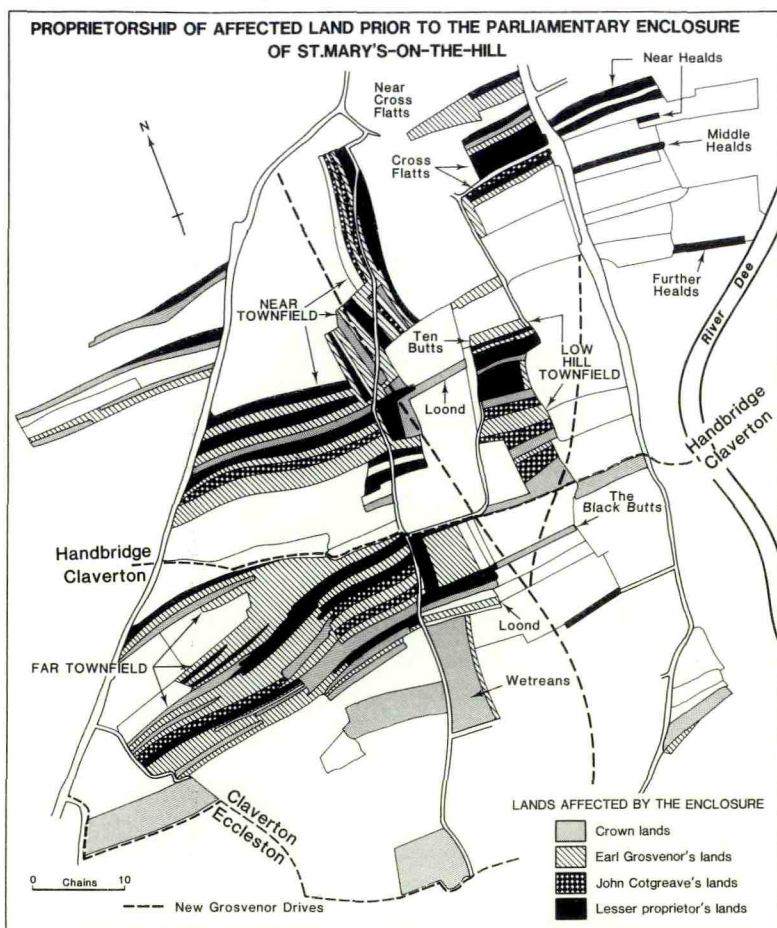 PROPRIETORSHIP OF AFFECTED LAND PRIOR TO THE PARLIAMENTARY ENCLOSURE
OF ST.MARY'S-ON-THE-HILL
Near
Cross
Flatts
Near Healds
N
Middle
Healds
Cross
Flatts
Further
Healds
River Dee
NEAR
TOWNFIELD
Ten
Butts
LOW
HILL
TOWNFIELD
Loond
Handbridge
Claverton
The
Black Butts
Handbridge
Claverton
Loond
FAR TOWNFIELD
Wetreans
Claverton
Eccleston
LANDS AFFECTED BY THE ENCLOSURE
Crown lands
Earl Grosvenor's lands
John Cotgreave's lands
Lesser proprietor's lands
0 Chains 10
New Grosvenor Drives